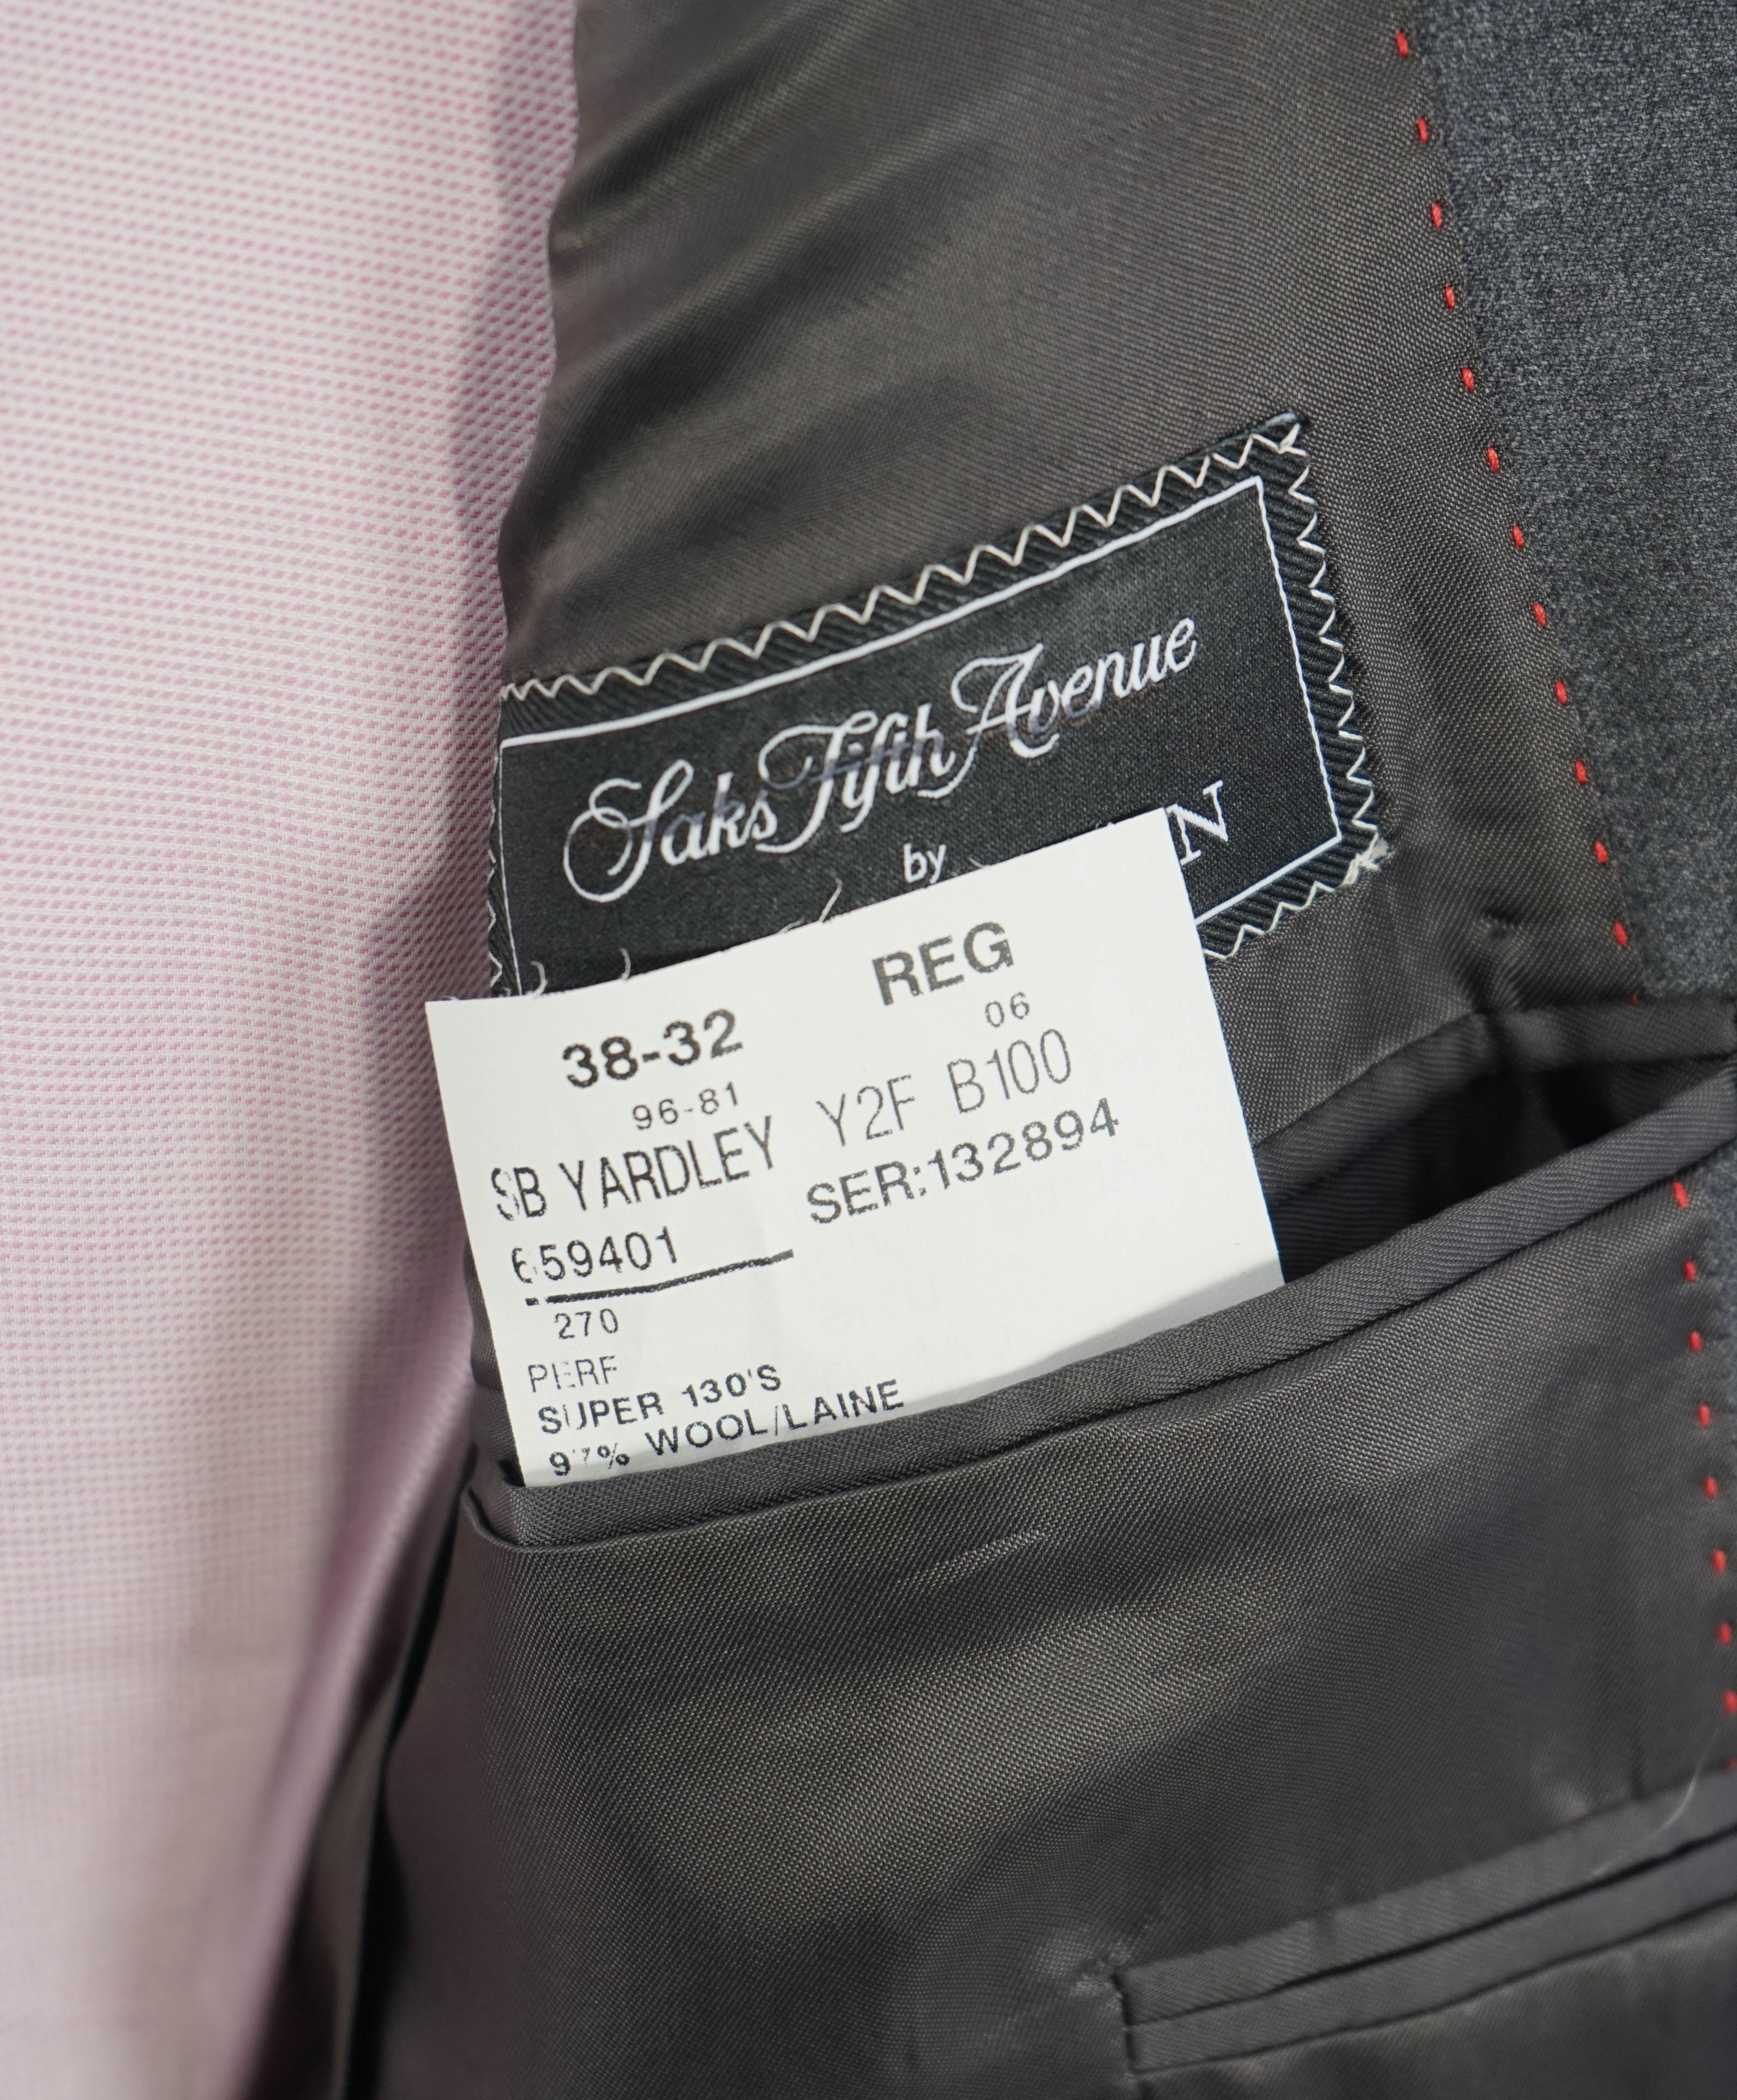 Saks Fifth Avenue
by
38-32 REG
96-81 06
SB YARDLEY Y2F B100
659401 SER:132894
270
PERF
SUPER 130'S
97% WOOL/LAINE